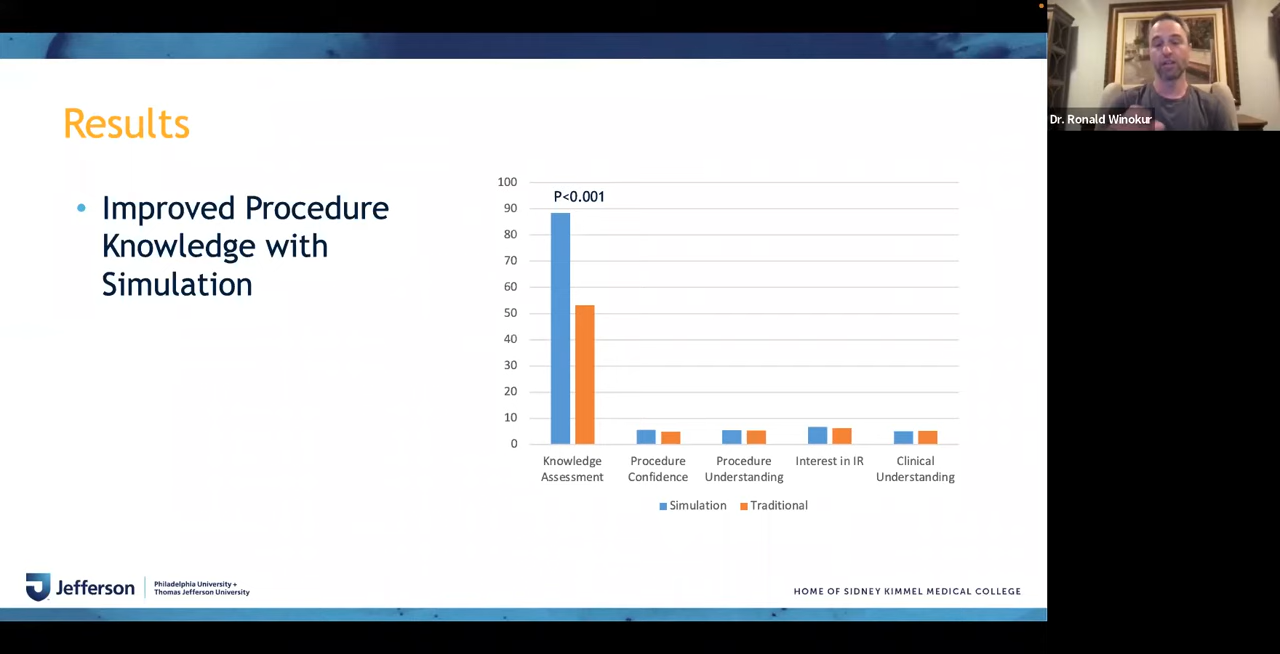 Results
• Improved Procedure
Knowledge with
Simulation
100
90
80
70
60
50
40
30
20
10
0
P<0.001
Knowledge
Assessment
Procedure
Confidence
Procedure
Understanding
Interest in IR
Clinical
Understanding
Simulation
Traditional
Jefferson
Philadelphia University +
Thomas Jefferson University
HOME OF SIDNEY KIMMEL MEDICAL COLLEGE
Dr. Ronald Winokur